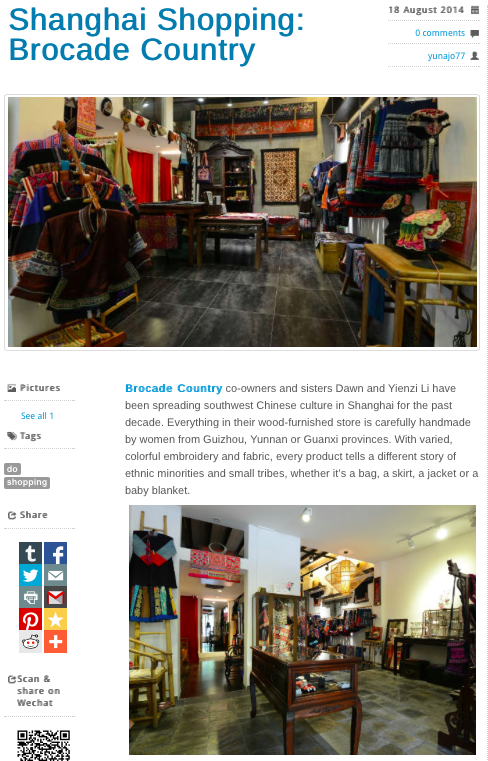 Shanghai Shopping:
Brocade Country
18 August 2014
0 comments
yunajo77
Pictures
See all 1
Tags
do
shopping
Share
Scan &
share on
Wechat
Brocade Country co-owners and sisters Dawn and Yienzi Li have
been spreading southwest Chinese culture in Shanghai for the past
decade. Everything in their wood-furnished store is carefully handmade
by women from Guizhou, Yunnan or Guanxi provinces. With varied,
colorful embroidery and fabric, every product tells a different story of
ethnic minorities and small tribes, whether it's a bag, a skirt, a jacket or a
baby blanket.